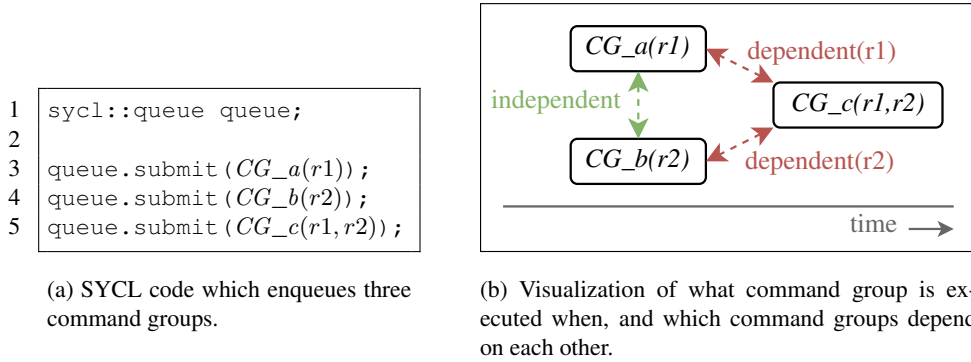 1 sycl::queue queue;
2
3 queue.submit(CG_a(r1));
4 queue.submit(CG_b(r2));
5 queue.submit(CG_c(r1,r2));
(a) SYCL code which enqueues three
command groups.
CG_a(r1)
dependent(r1)
independent
CG_c(r1,r2)
CG_b(r2)
dependent(r2)
time
(b) Visualization of what command group is ex-
ecuted when, and which command groups depend
on each other.